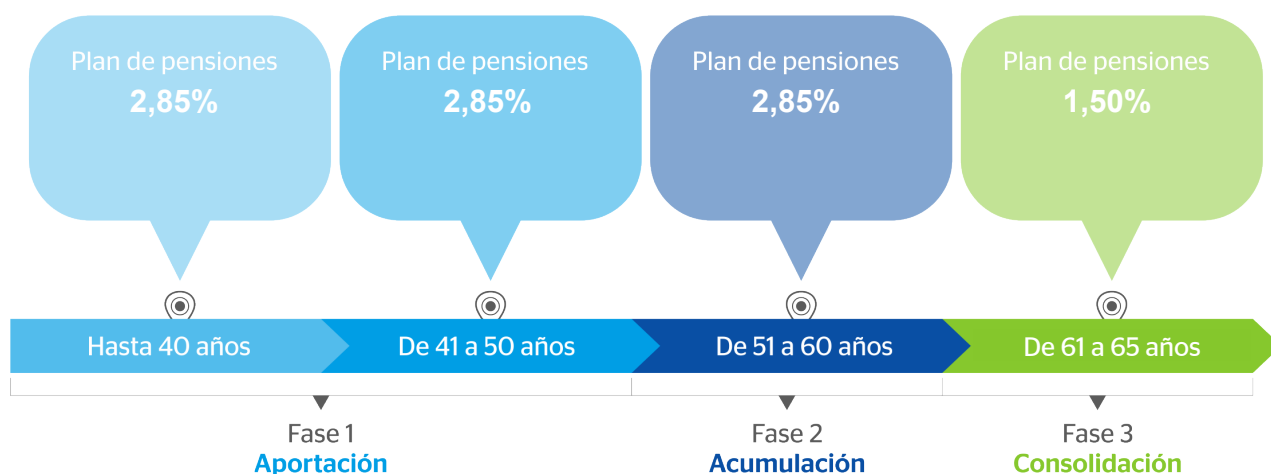 Plan de pensiones
2,85%
Plan de pensiones
2,85%
Plan de pensiones
2,85%
Plan de pensiones
1,50%
Hasta 40 años
De 41 a 50 años
De 51 a 60 años
De 61 a 65 años
Fase 1
Aportación
Fase 2
Acumulación
Fase 3
Consolidación